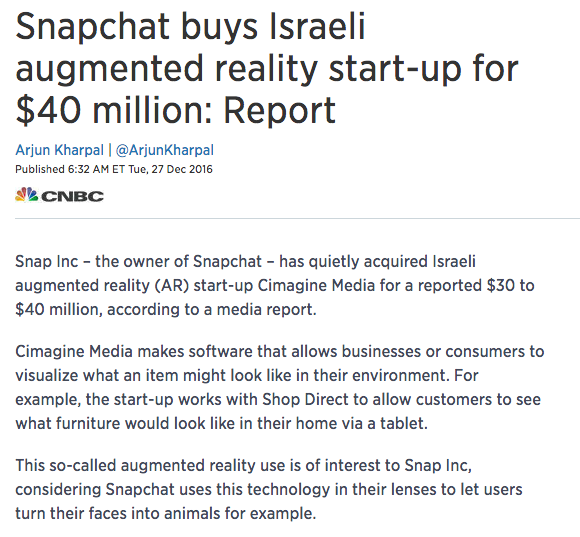 Snapchat buys Israeli
augmented reality start-up for
$40 million: Report
Arjun Kharpal | @ArjunKharpal
Published 6:32 AM ET Tue, 27 Dec 2016
CNBC
Snap Inc – the owner of Snapchat – has quietly acquired Israeli
augmented reality (AR) start-up Cimagine Media for a reported $30 to
$40 million, according to a media report.
Cimagine Media makes software that allows businesses or consumers to
visualize what an item might look like in their environment. For
example, the start-up works with Shop Direct to allow customers to see
what furniture would look like in their home via a tablet.
This so-called augmented reality use is of interest to Snap Inc,
considering Snapchat uses this technology in their lenses to let users
turn their faces into animals for example.